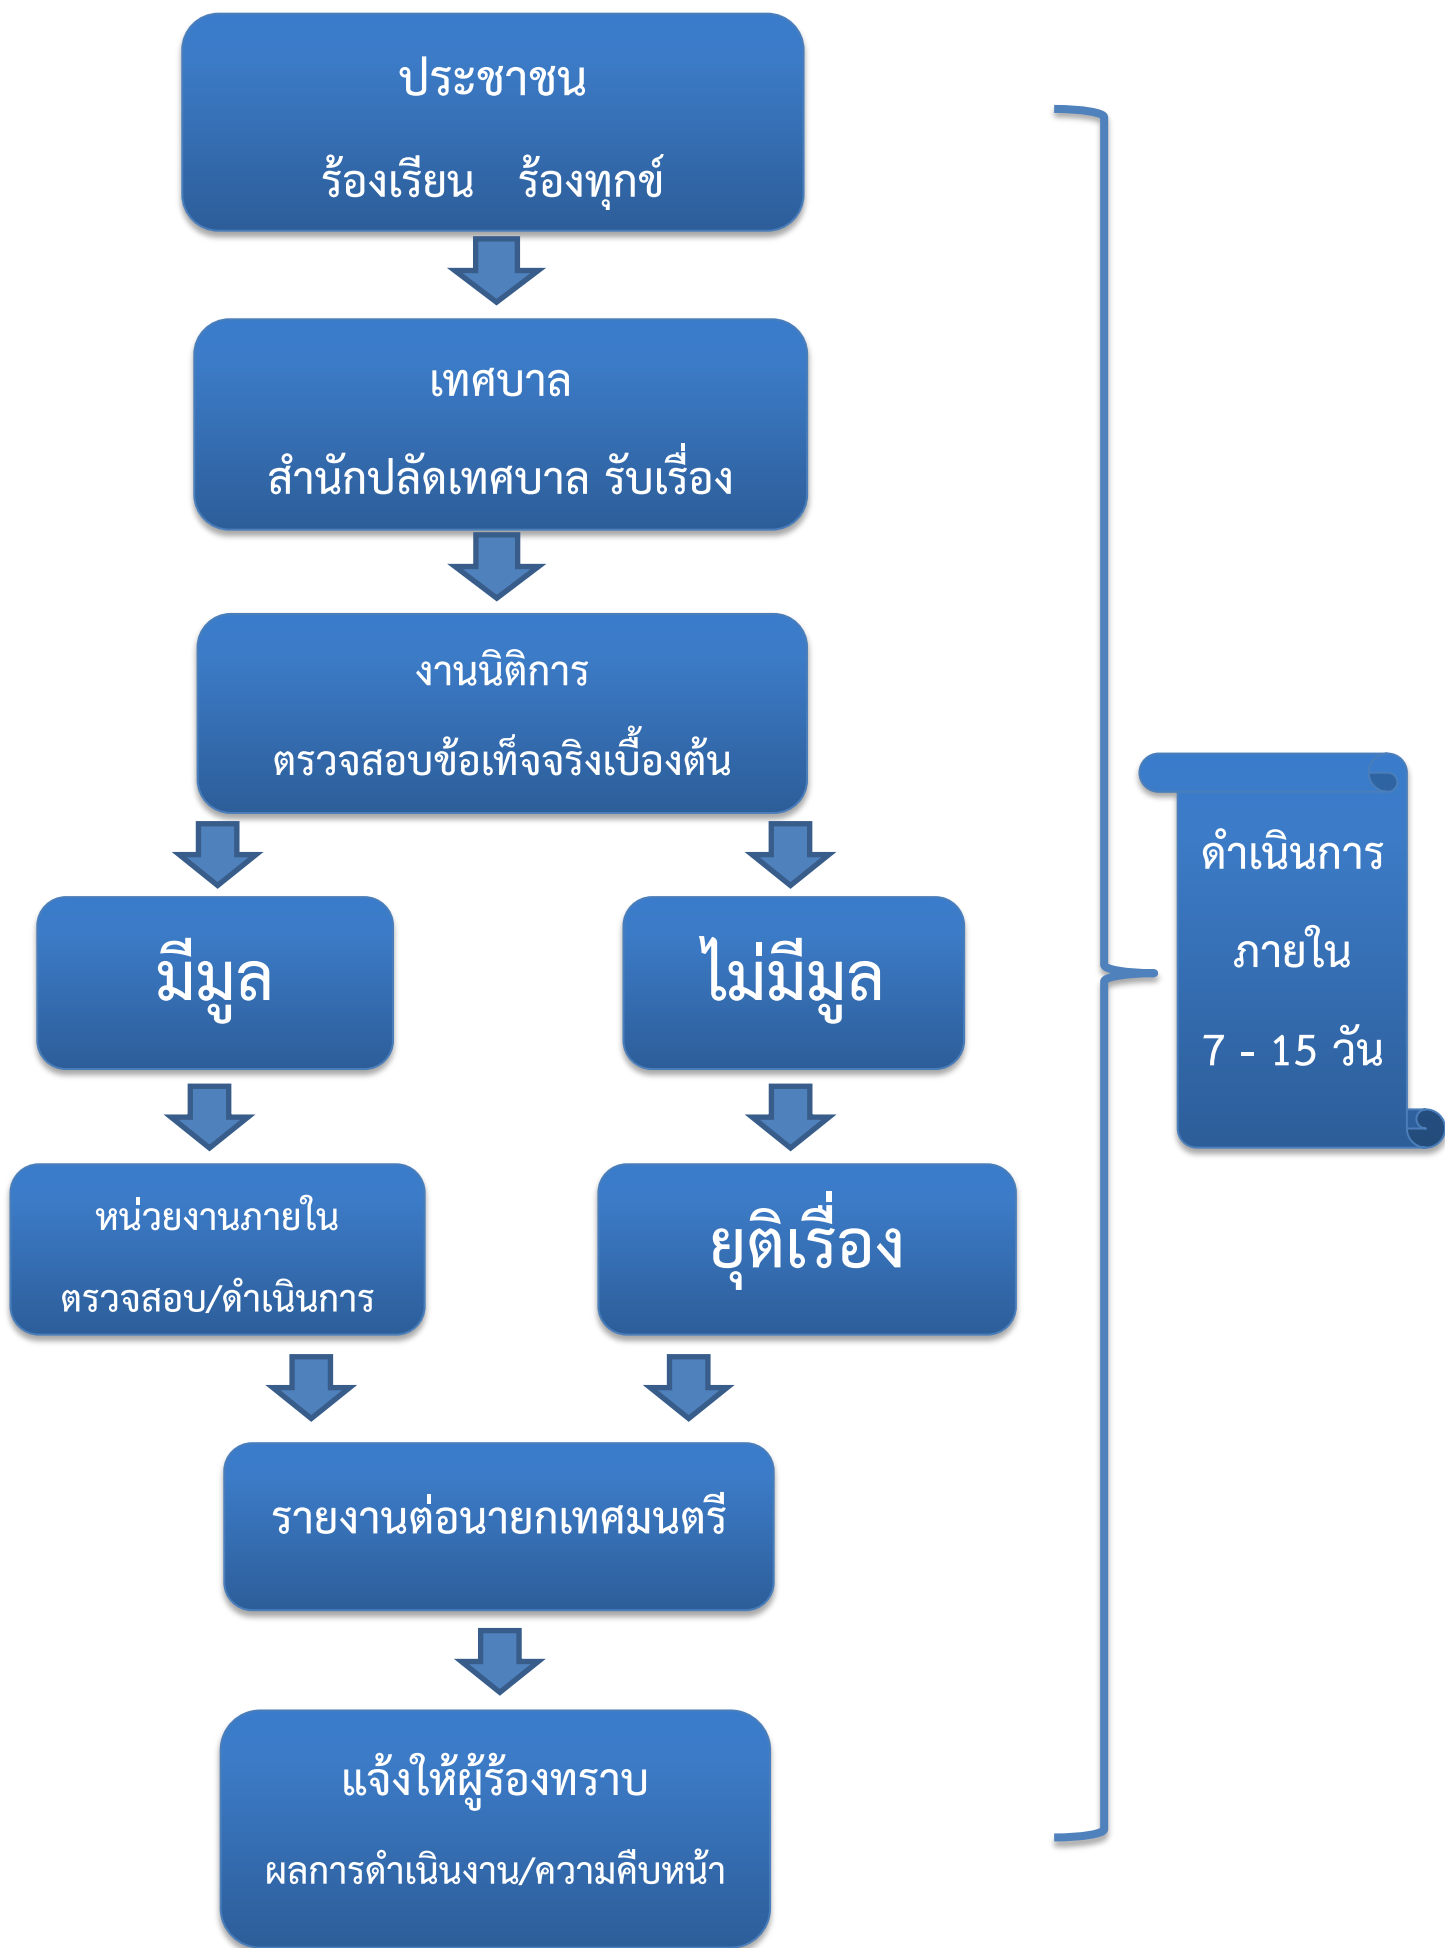 ประชาชน
ร้องเรียน ร้องทุกข์
เทศบาล
สำนักปลัดเทศบาล รับเรื่อง
งานนิติการ
ตรวจสอบข้อเท็จจริงเบื้องต้น
มีมูล
ไม่มีมูล
หน่วยงานภายใน
ตรวจสอบ/ดำเนินการ
ยุติเรื่อง
รายงานต่อนายกเทศมนตรี
แจ้งให้ผู้ร้องทราบ
ผลการดำเนินงาน/ความคืบหน้า
ดำเนินการ
ภายใน
7 - 15 วัน